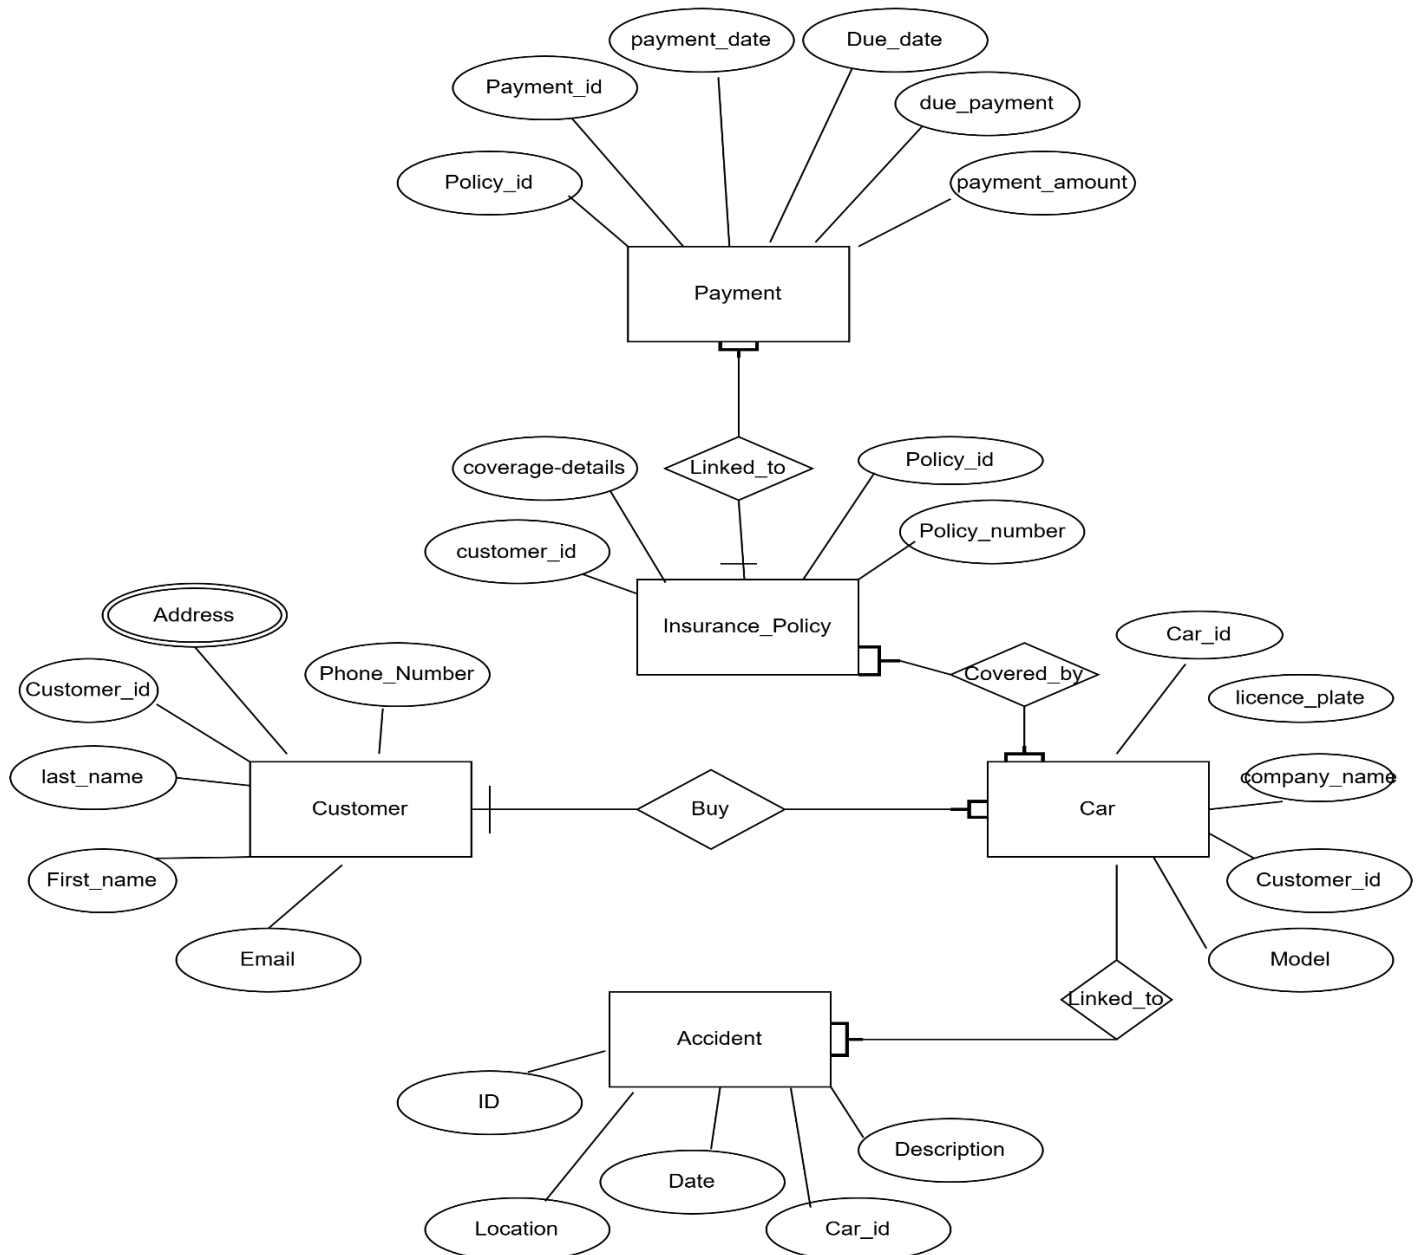 payment_date
Due_date
Payment_id
due_payment
Policy_id
payment_amount
Payment
coverage-details
Linked_to
Policy_id
customer_id
Policy_number
Insurance_Policy
Address
Car_id
Phone_Number
Covered_by
Customer_id
licence_plate
last_name
company_name
Customer
Buy
Car
First_name
Customer_id
Email
Model
Linked_to
Accident
ID
Description
Date
Location
Car_id